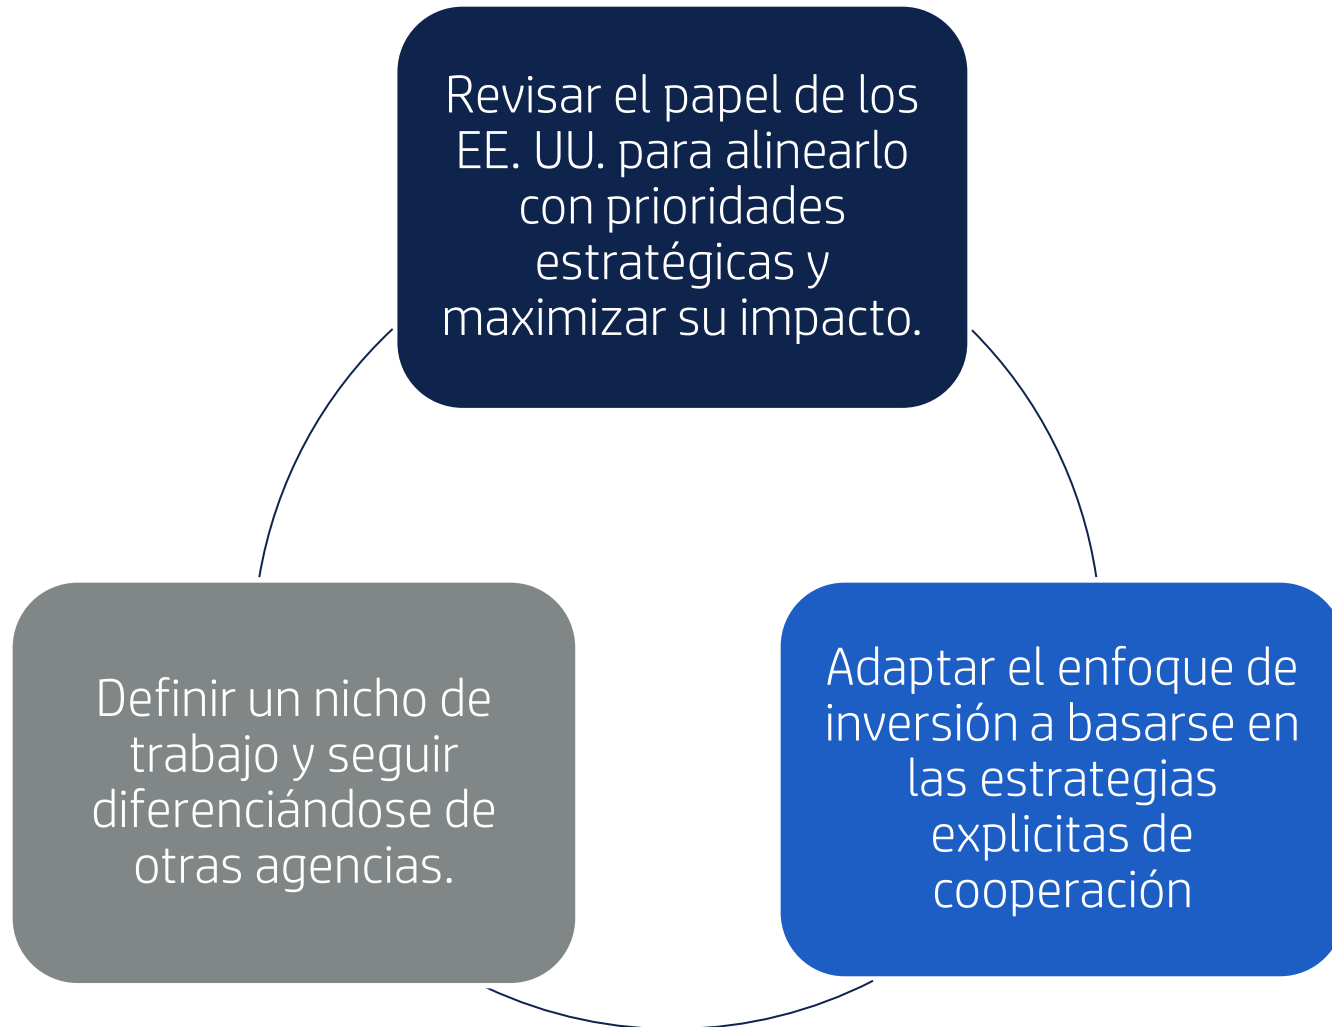 Revisar el papel de los
EE. UU. para alinearlo
con prioridades
estratégicas y
maximizar su impacto.
Definir un nicho de
trabajo y seguir
diferenciándose de
otras agencias.
Adaptar el enfoque de
inversión a basarse en
las estrategias
explicitas de
cooperación